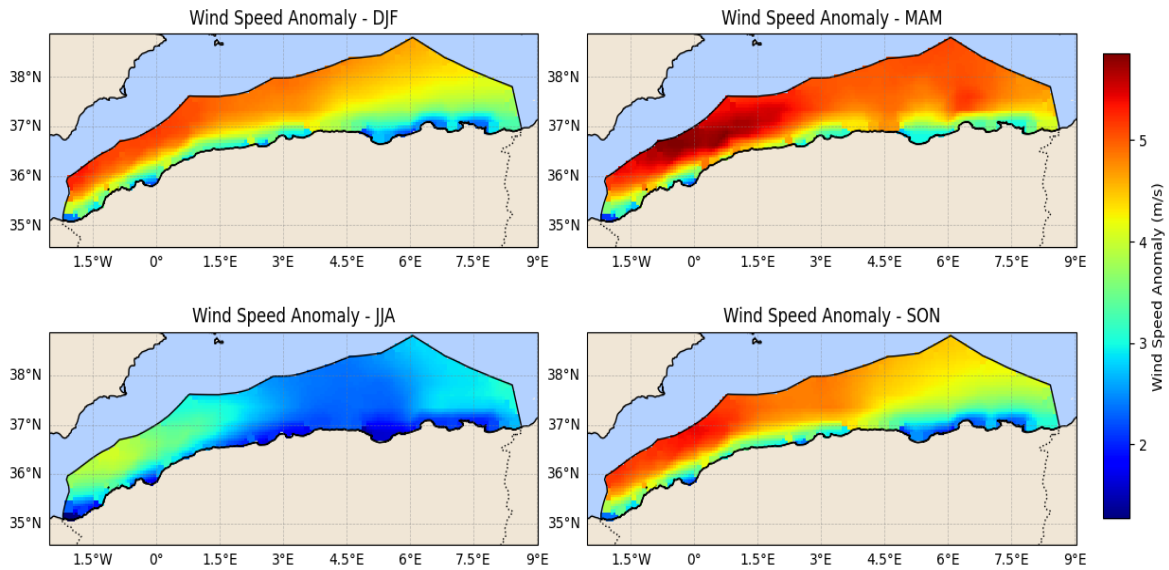 Wind Speed Anomaly - DJF
Wind Speed Anomaly - MAM
38°N
37°N
36°N
35°N
1.5°W 0° 1.5°E 3°E 4.5°E 6°E 7.5°E 9°E
38°N
37°N
36°N
35°N
1.5°W 0° 1.5°E 3°E 4.5°E 6°E 7.5°E 9°E
Wind Speed Anomaly - JJA
Wind Speed Anomaly - SON
38°N
37°N
36°N
35°N
1.5°W 0° 1.5°E 3°E 4.5°E 6°E 7.5°E 9°E
38°N
37°N
36°N
35°N
1.5°W 0° 1.5°E 3°E 4.5°E 6°E 7.5°E 9°E
5
4
3
2
Wind Speed Anomaly (m/s)